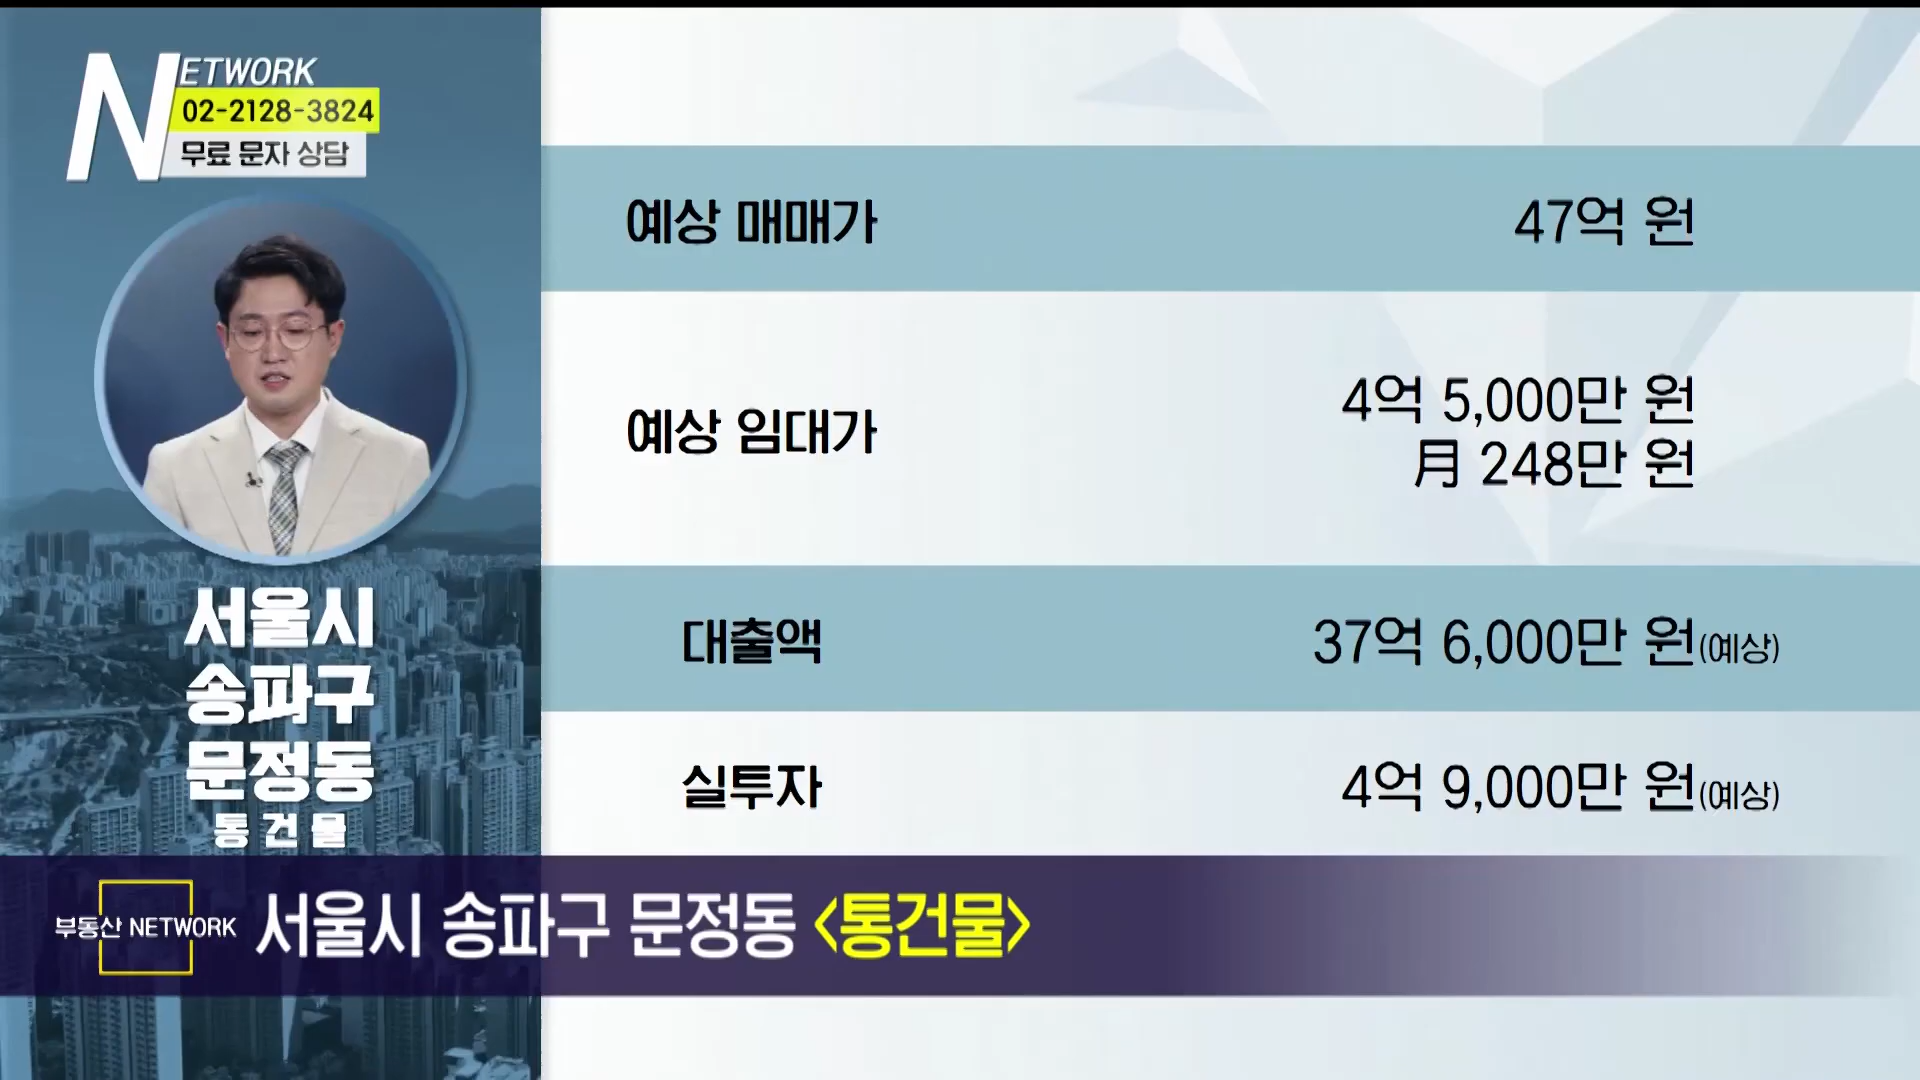 NETWORK
02-2128-3824
무료 문자 상담
서울시
송파구
문정동
통건물
예상 매매가 47억 원
예상 임대가 4억 5,000만 원
月 248만 원
대출액 37억 6,000만 원(예상)
실투자 4억 9,000만 원(예상)
부동산 NETWORK 서울시 송파구 문정동 <통건물>